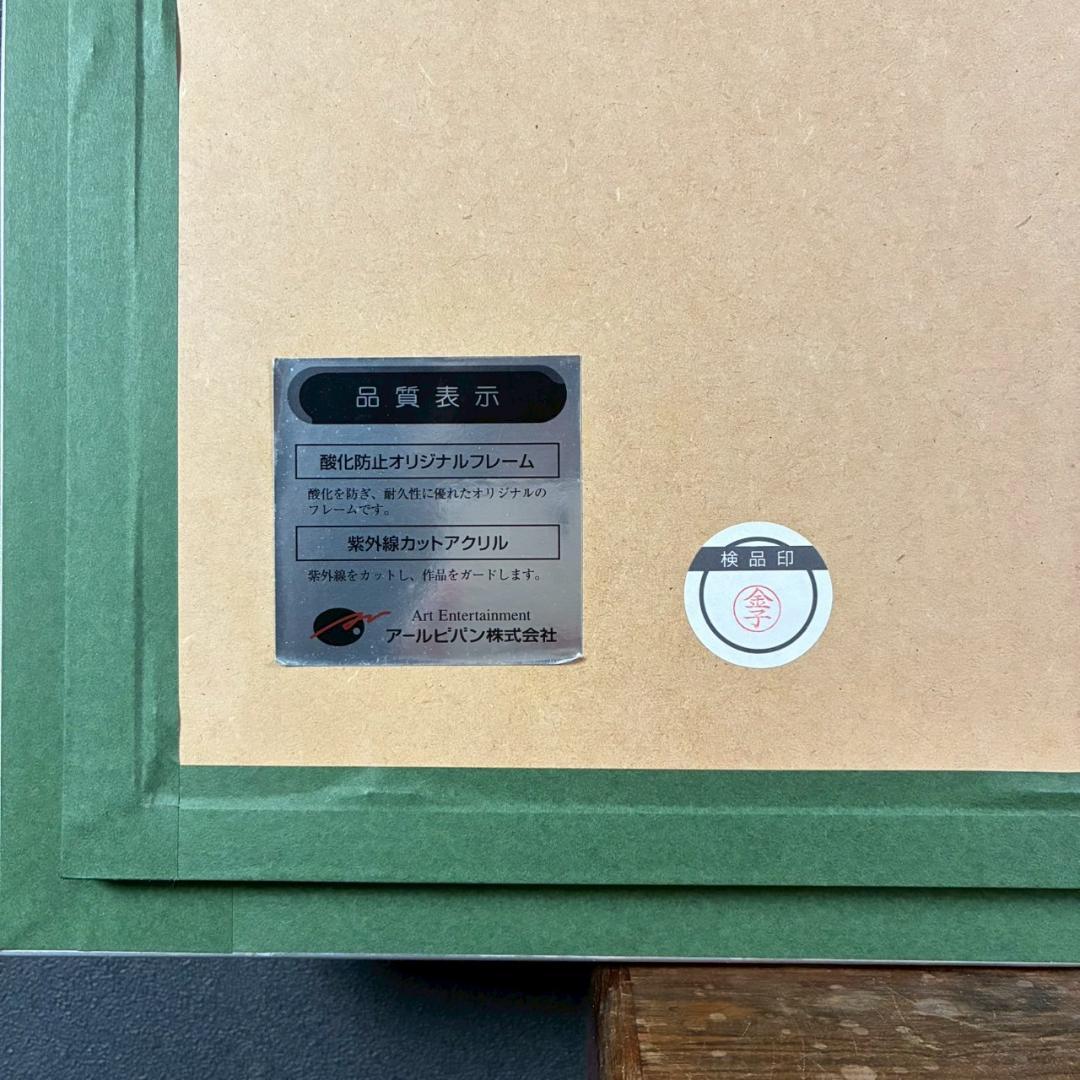 品質表示
酸化防止オリジナルフレーム
酸化を防ぎ、耐久性に優れたオリジナルの
フレームです。
紫外線カットアクリル
紫外線をカットし、作品をガードします。
Art Entertainment
アールビバン株式会社
検品印
金子